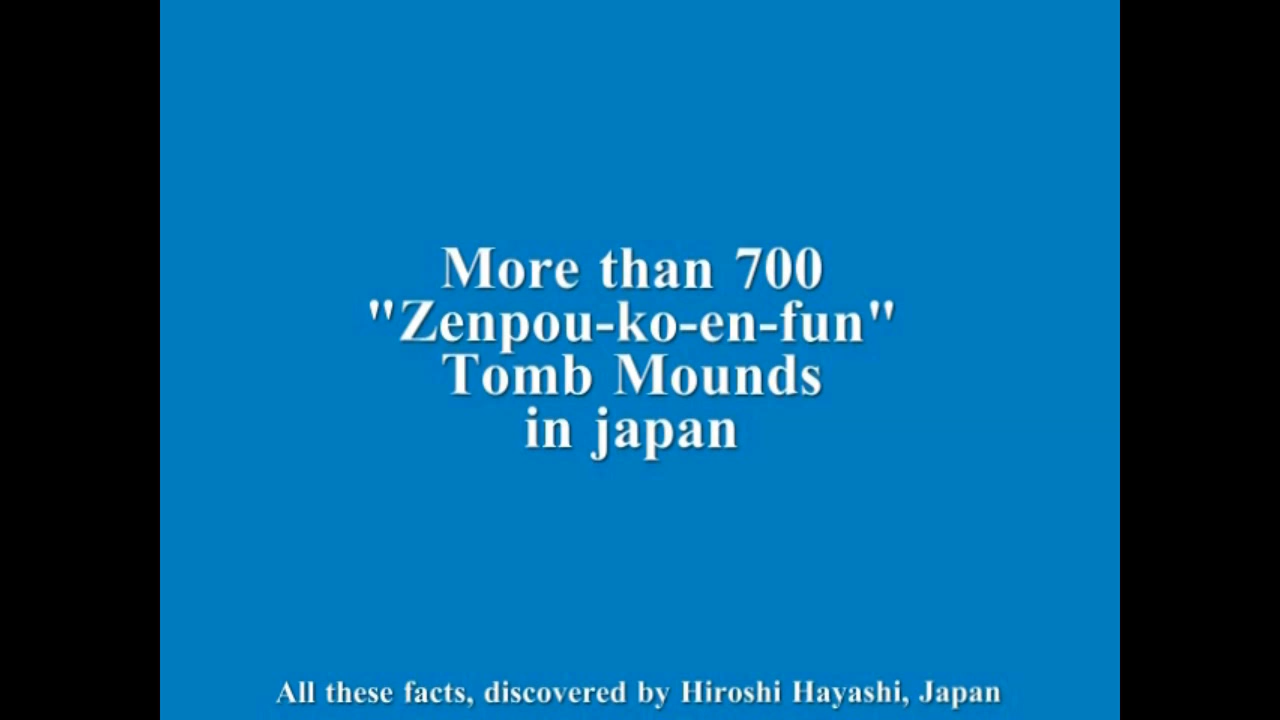 More than 700
"Zenpou-ko-en-fun"
Tomb Mounds
in japan
All these facts, discovered by Hiroshi Hayashi, Japan